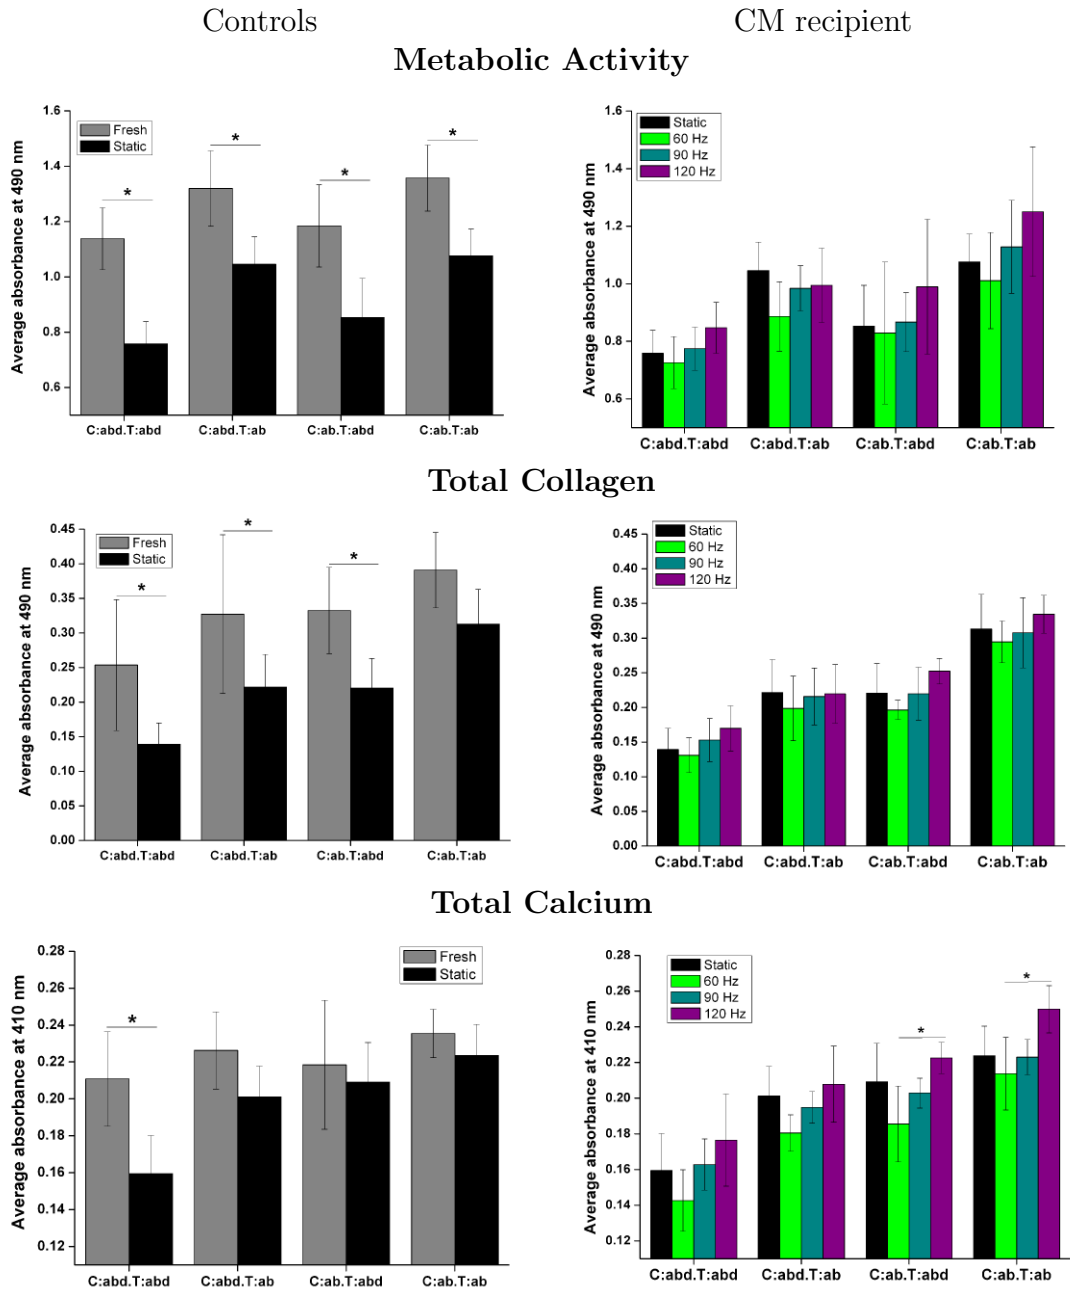 Controls
CM recipient
Metabolic Activity
Average absorbance at 490 nm
1.6
1.4
1.2
1.0
0.8
0.6
Fresh
Static
*
*
*
*
C:abd.T:abd
C:abd.T:ab
C:ab.T:abd
C:ab.T:ab
Average absorbance at 490 nm
1.6
1.4
1.2
1.0
0.8
0.6
Static
60 Hz
90 Hz
120 Hz
C:abd.T:abd
C:abd.T:ab
C:ab.T:abd
C:ab.T:ab
Total Collagen
Average absorbance at 490 nm
0.45
0.40
0.35
0.30
0.25
0.20
0.15
0.10
0.05
0.00
Fresh
Static
*
*
*
C:abd.T:abd
C:abd.T:ab
C:ab.T:abd
C:ab.T:ab
Average absorbance at 490 nm
0.45
0.40
0.35
0.30
0.25
0.20
0.15
0.10
0.05
0.00
Static
60 Hz
90 Hz
120 Hz
C:abd.T:abd
C:abd.T:ab
C:ab.T:abd
C:ab.T:ab
Total Calcium
Average absorbance at 410 nm
0.28
0.26
0.24
0.22
0.20
0.18
0.16
0.14
0.12
Fresh
Static
*
C:abd.T:abd
C:abd.T:ab
C:ab.T:abd
C:ab.T:ab
Average absorbance at 410 nm
0.28
0.26
0.24
0.22
0.20
0.18
0.16
0.14
0.12
Static
60 Hz
90 Hz
120 Hz
*
*
C:abd.T:abd
C:abd.T:ab
C:ab.T:abd
C:ab.T:ab